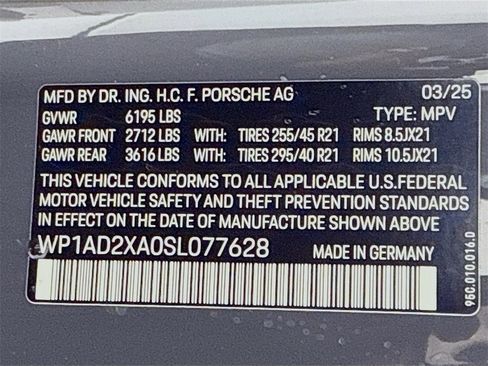 MFD BY DR. ING. H.C. F. PORSCHE AG 03/25
GVWR 6195 LBS TYPE: MPV
GAWR FRONT 2712 LBS WITH: TIRES 255/45 R21 RIMS 8.5JX21
GAWR REAR 3616 LBS WITH: TIRES 295/40 R21 RIMS 10.5JX21
THIS VEHICLE CONFORMS TO ALL APPLICABLE U.S.FEDERAL
MOTOR VEHICLE SAFETY AND THEFT PREVENTION STANDARDS
IN EFFECT ON THE DATE OF MANUFACTURE SHOWN ABOVE
WP1AD2XA0SL077628 MADE IN GERMANY
95C.010.016.D